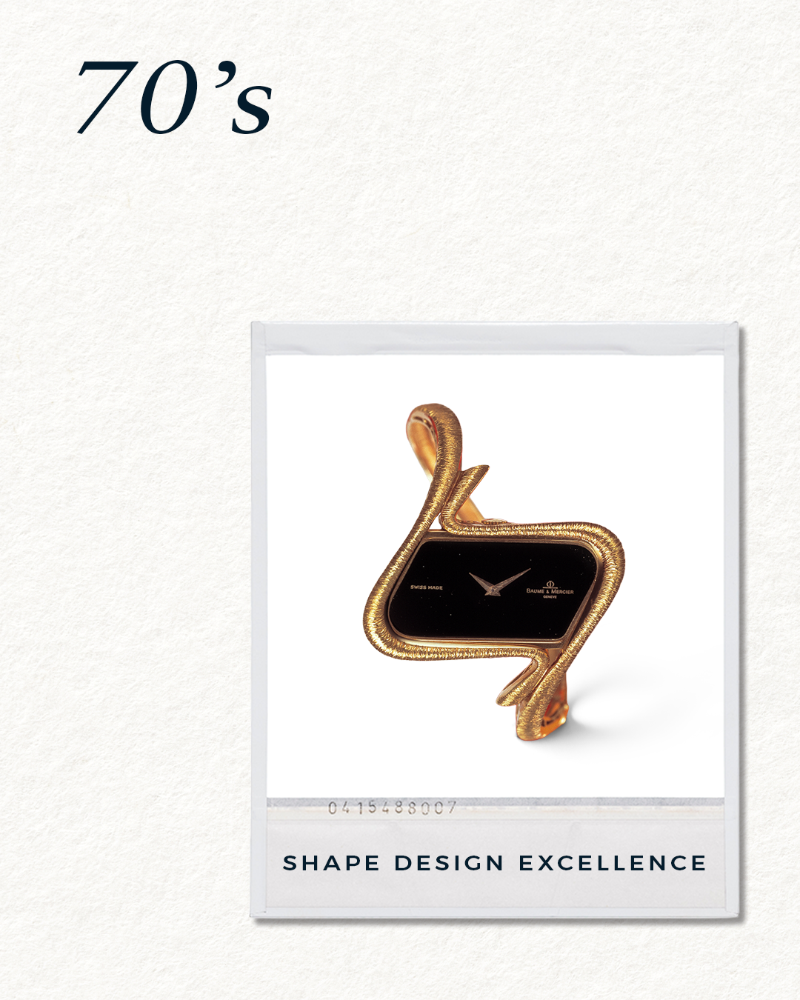 70’s
SWISS MADE
BAUME & MERCIER
GENEVE
0415488007
SHAPE DESIGN EXCELLENCE